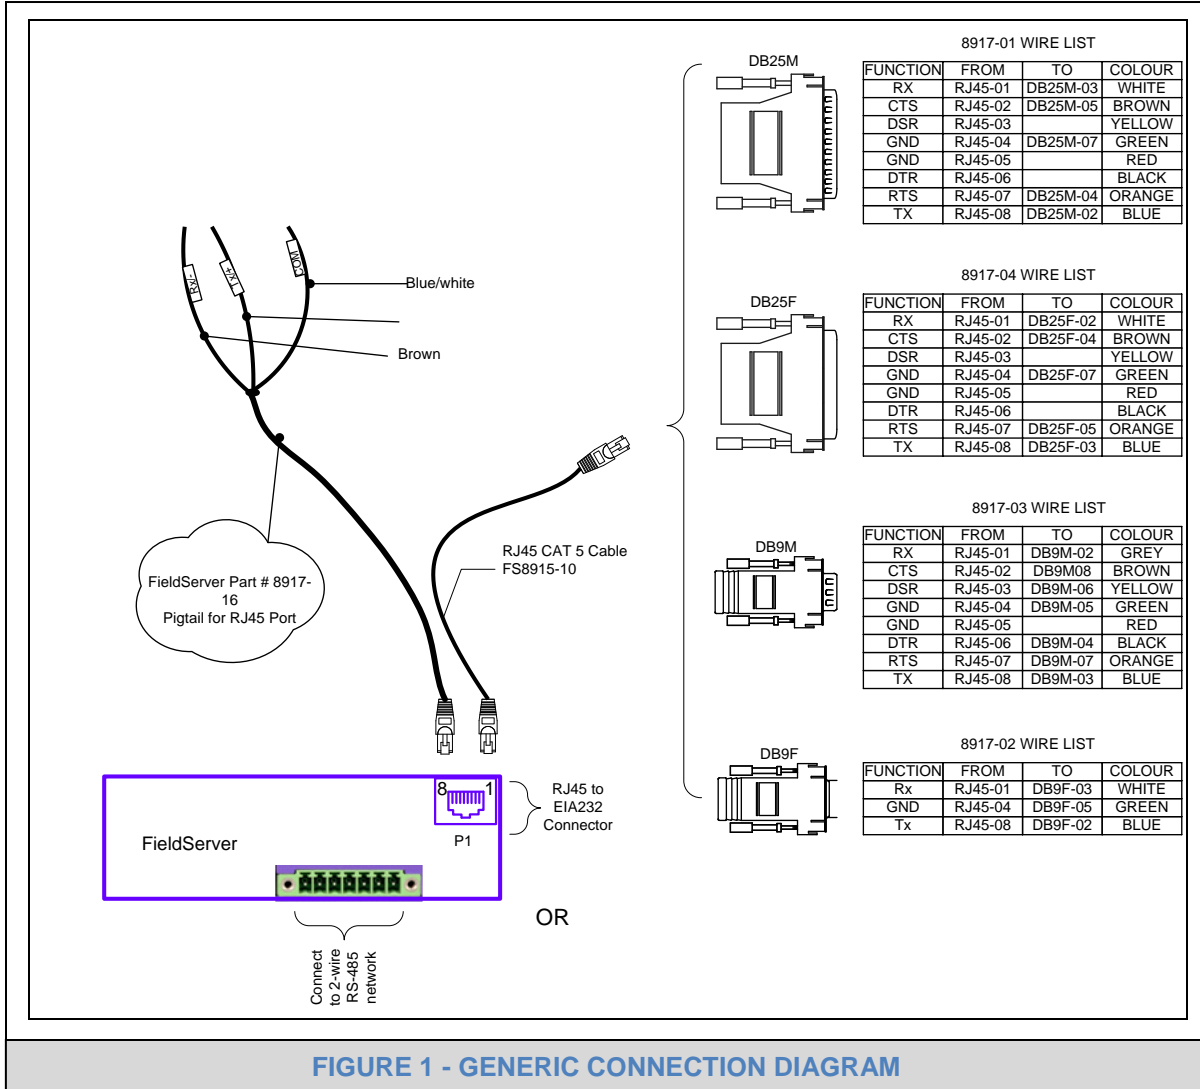 8917-01 WIRE LIST
DB25M
FUNCTION FROM TO COLOUR
RX RJ45-01 DB25M-03 WHITE
CTS RJ45-02 DB25M-05 BROWN
DSR RJ45-03 YELLOW
GND RJ45-04 DB25M-07 GREEN
GND RJ45-05 RED
DTR RJ45-06 BLACK
RTS RJ45-07 DB25M-04 ORANGE
TX RJ45-08 DB25M-02 BLUE
Rx/-
Tx/+
COM
Blue/white
Brown
8917-04 WIRE LIST
DB25F
FUNCTION FROM TO COLOUR
RX RJ45-01 DB25F-02 WHITE
CTS RJ45-02 DB25F-04 BROWN
DSR RJ45-03 YELLOW
GND RJ45-04 DB25F-07 GREEN
GND RJ45-05 RED
DTR RJ45-06 BLACK
RTS RJ45-07 DB25F-05 ORANGE
TX RJ45-08 DB25F-03 BLUE
FieldServer Part # 8917-
16
Pigtail for RJ45 Port
RJ45 CAT 5 Cable
FS8915-10
8917-03 WIRE LIST
DB9M
FUNCTION FROM TO COLOUR
RX RJ45-01 DB9M-02 GREY
CTS RJ45-02 DB9M08 BROWN
DSR RJ45-03 DB9M-06 YELLOW
GND RJ45-04 DB9M-05 GREEN
GND RJ45-05 RED
DTR RJ45-06 DB9M-04 BLACK
RTS RJ45-07 DB9M-07 ORANGE
TX RJ45-08 DB9M-03 BLUE
8917-02 WIRE LIST
DB9F
FUNCTION FROM TO COLOUR
Rx RJ45-01 DB9F-03 WHITE
GND RJ45-04 DB9F-05 GREEN
Tx RJ45-08 DB9F-02 BLUE
8 1
P1
RJ45 to
EIA232
Connector
FieldServer
OR
Connect
to 2-wire
RS-485
network
FIGURE 1 - GENERIC CONNECTION DIAGRAM